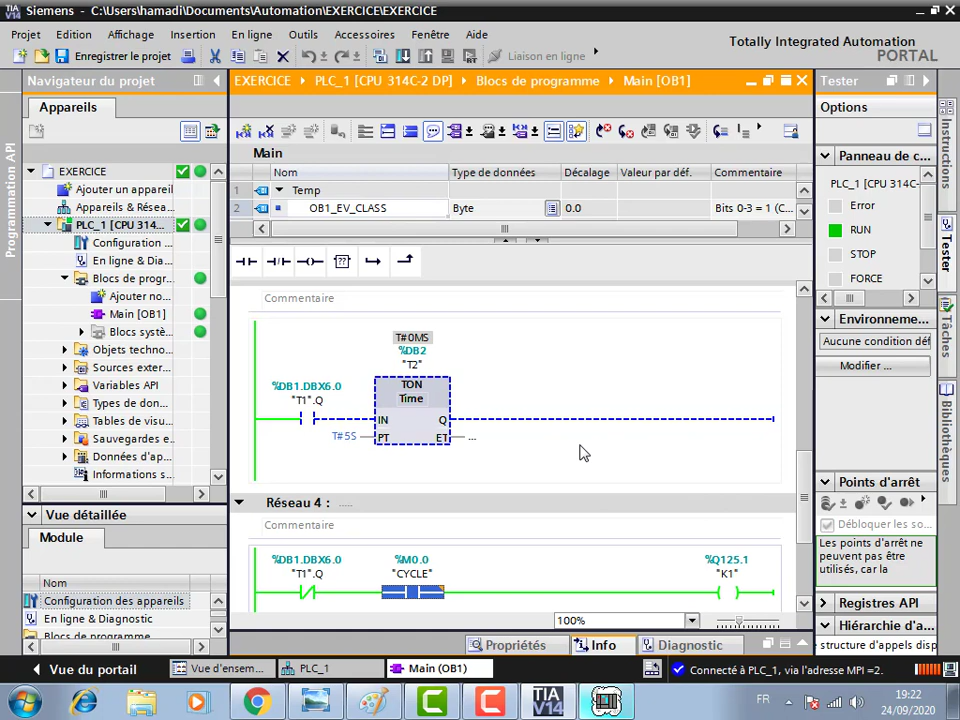 TIA
V14
Siemens - C:\Users\hamadi\Documents\Automation\EXERCICE\EXERCICE
Projet Edition Affichage Insertion En ligne Outils Accessoires Fenêtre Aide
Totally Integrated Automation
PORTAL
Enregistrer le projet
Liaison en ligne
Navigateur du projet
EXERCICE PLC_1 [CPU 314C-2 DP] Blocs de programme Main [OB1]
Tester
Appareils
Options
Programmation API
Main
Nom Type de données Décalage Valeur par déf. Commentaire
1 Temp
2 OB1_EV_CLASS Byte 0.0 Bits 0-3 = 1 (C...
EXERCICE
Ajouter un appareil
Appareils & Résea...
PLC_1 [CPU 314...
Configuration ...
En ligne & Dia...
Blocs de progr...
Ajouter no...
Main [OB1]
Blocs systè...
Objets techno...
Sources exter...
Variables API
Types de don...
Tables de visu...
Sauvegardes e...
Données d'ap...
Informations s...
Commentaire
T#0MS
%DB2
"T2"
TON
Time
%DB1.DBX6.0
"T1".Q
IN Q
T#5S PT ET ...
Réseau 4 : .....
Commentaire
%DB1.DBX6.0 %M0.0 %Q125.1
"T1".Q "CYCLE" "K1"
100%
Panneau de c...
PLC_1 [CPU 314C-
Error
RUN
STOP
FORCE
Environneme...
Aucune condition déf
Modifier ...
Points d'arrêt
Débloquer les so...
Les points d'arrêt ne
peuvent pas être
utilisés, car la
Registres API
Hiérarchie d'a...
structure d'appels disp
Instructions
Tester
Tâches
Bibliothèques
Vue détaillée
Module
Nom
Configuration des appareils
En ligne & Diagnostic
Blocs de programme
Propriétés Info Diagnostic
Vue du portail Vue d'ensem... PLC_1 Main (OB1)
Connecté à PLC_1, via l'adresse MPI =2.
TIA
V14
FR
19:22
24/09/2020